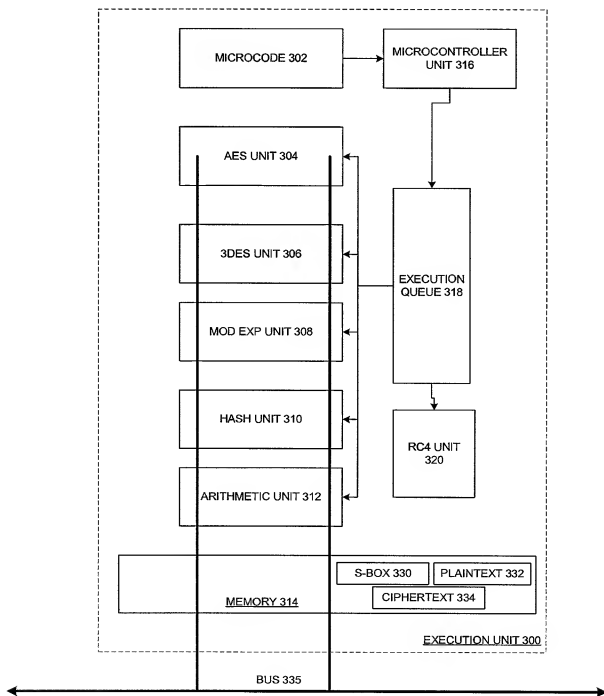 MICROCODE 302
MICROCONTROLLER
UNIT 316
AES UNIT 304
3DES UNIT 306
EXECUTION
QUEUE 318
MOD EXP UNIT 308
HASH UNIT 310
RC4 UNIT
320
ARITHMETIC UNIT 312
S-BOX 330
PLAINTEXT 332
MEMORY 314
CIPHERTEXT 334
EXECUTION UNIT 300
BUS 335